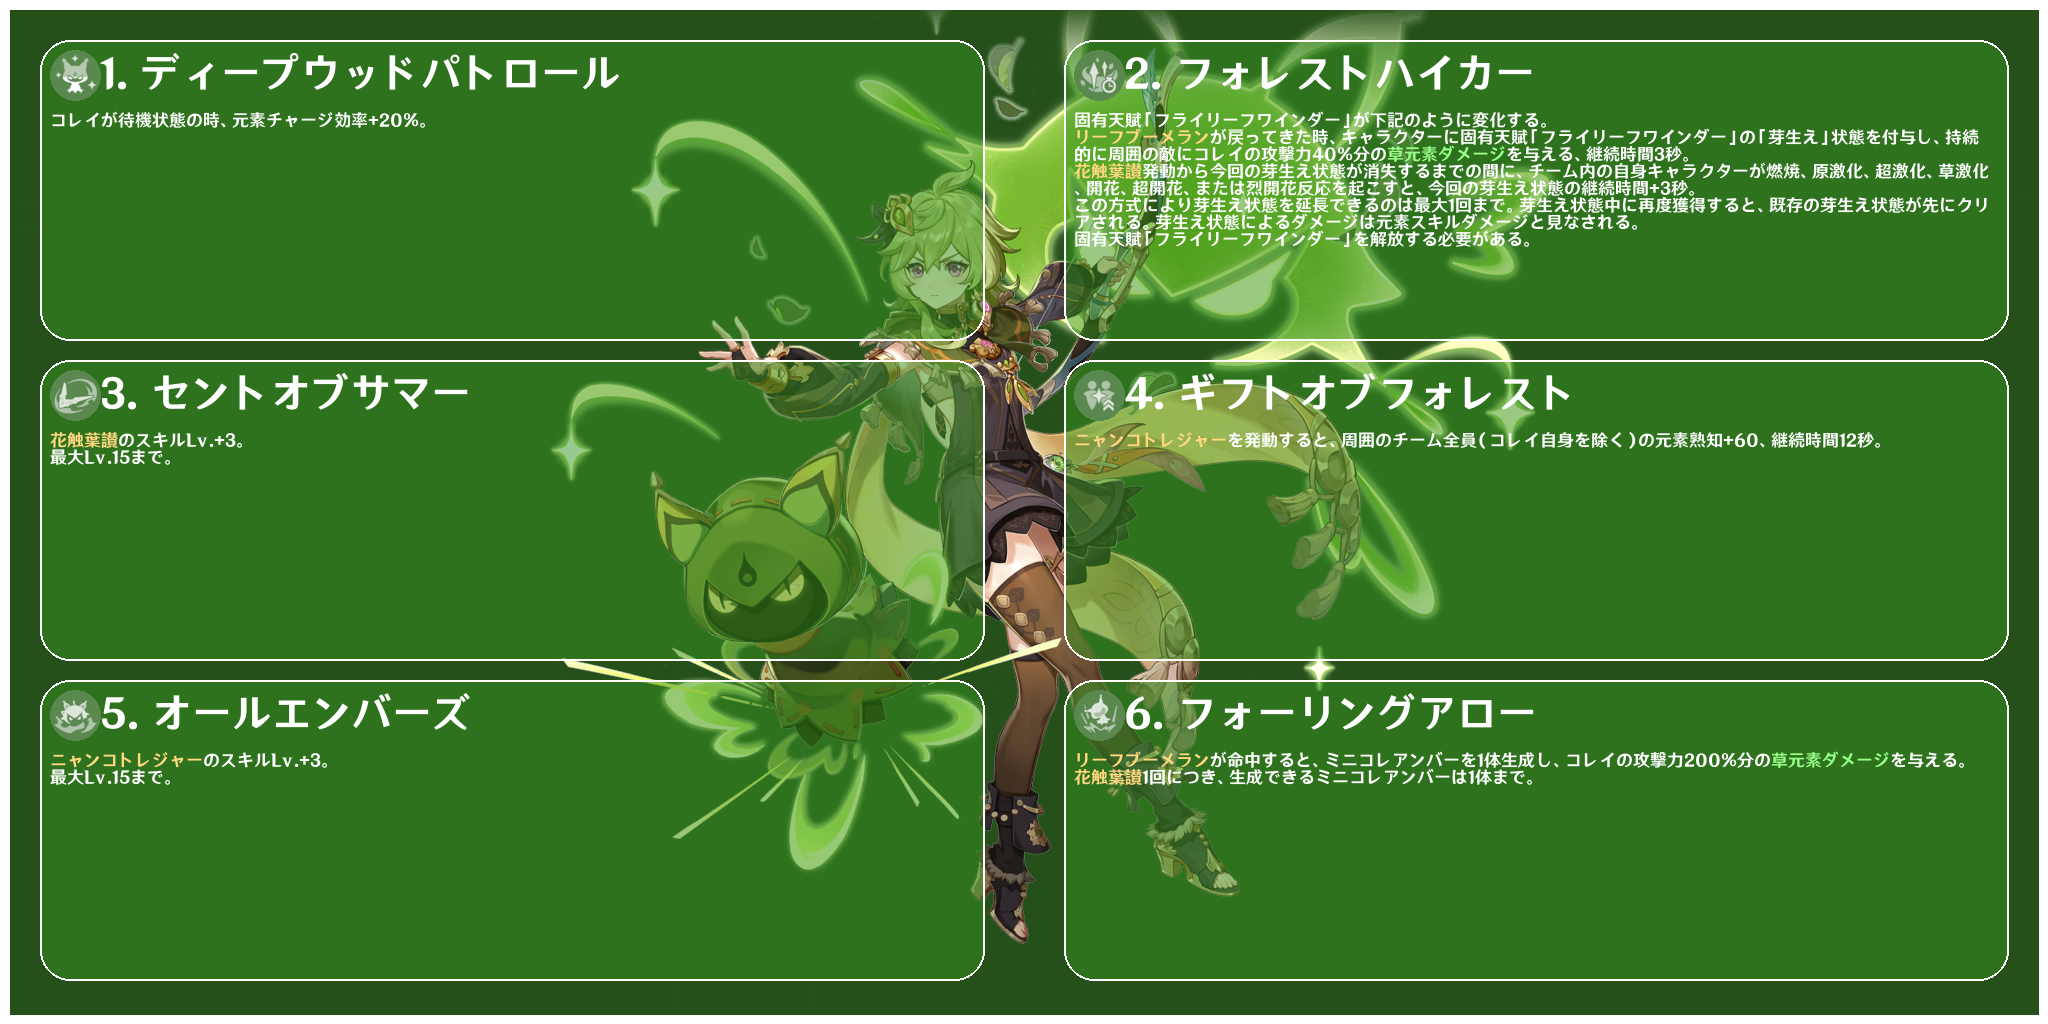 1. ディープウッドパトロール
コレイが待機状態の時、元素チャージ効率+20%。
2. フォレストハイカー
固有天賦「フライリーフワインダー」が下記のように変化する。
リーフブーメランが戻ってきた時、キャラクターに固有天賦「フライリーフワインダー」の「芽生え」状態を付与し、持続
的に周囲の敵にコレイの攻撃力40%分の草元素ダメージを与える、継続時間3秒。
花触葉讃発動から今回の芽生え状態が消失するまでの間に、チーム内の自身キャラクターが燃焼、原激化、超激化、草激化
、開花、超開花、または烈開花反応を起こすと、今回の芽生え状態の継続時間+3秒。
この方式により芽生え状態を延長できるのは最大1回まで。芽生え状態中に再度獲得すると、既存の芽生え状態が先にクリ
アされる。芽生え状態によるダメージは元素スキルダメージと見なされる。
固有天賦「フライリーフワインダー」を解放する必要がある。
3. セントオブサマー
花触葉讃のスキルLv.+3。
最大Lv.15まで。
4. ギフトオブフォレスト
ニャンコトレジャーを発動すると、周囲のチーム全員(コレイ自身を除く)の元素熟知+60、継続時間12秒。
5. オールエンバーズ
ニャンコトレジャーのスキルLv.+3。
最大Lv.15まで。
6. フォーリングアロー
リーフブーメランが命中すると、ミニコレアンバーを1体生成し、コレイの攻撃力200%分の草元素ダメージを与える。
花触葉讃1回につき、生成できるミニコレアンバーは1体まで。